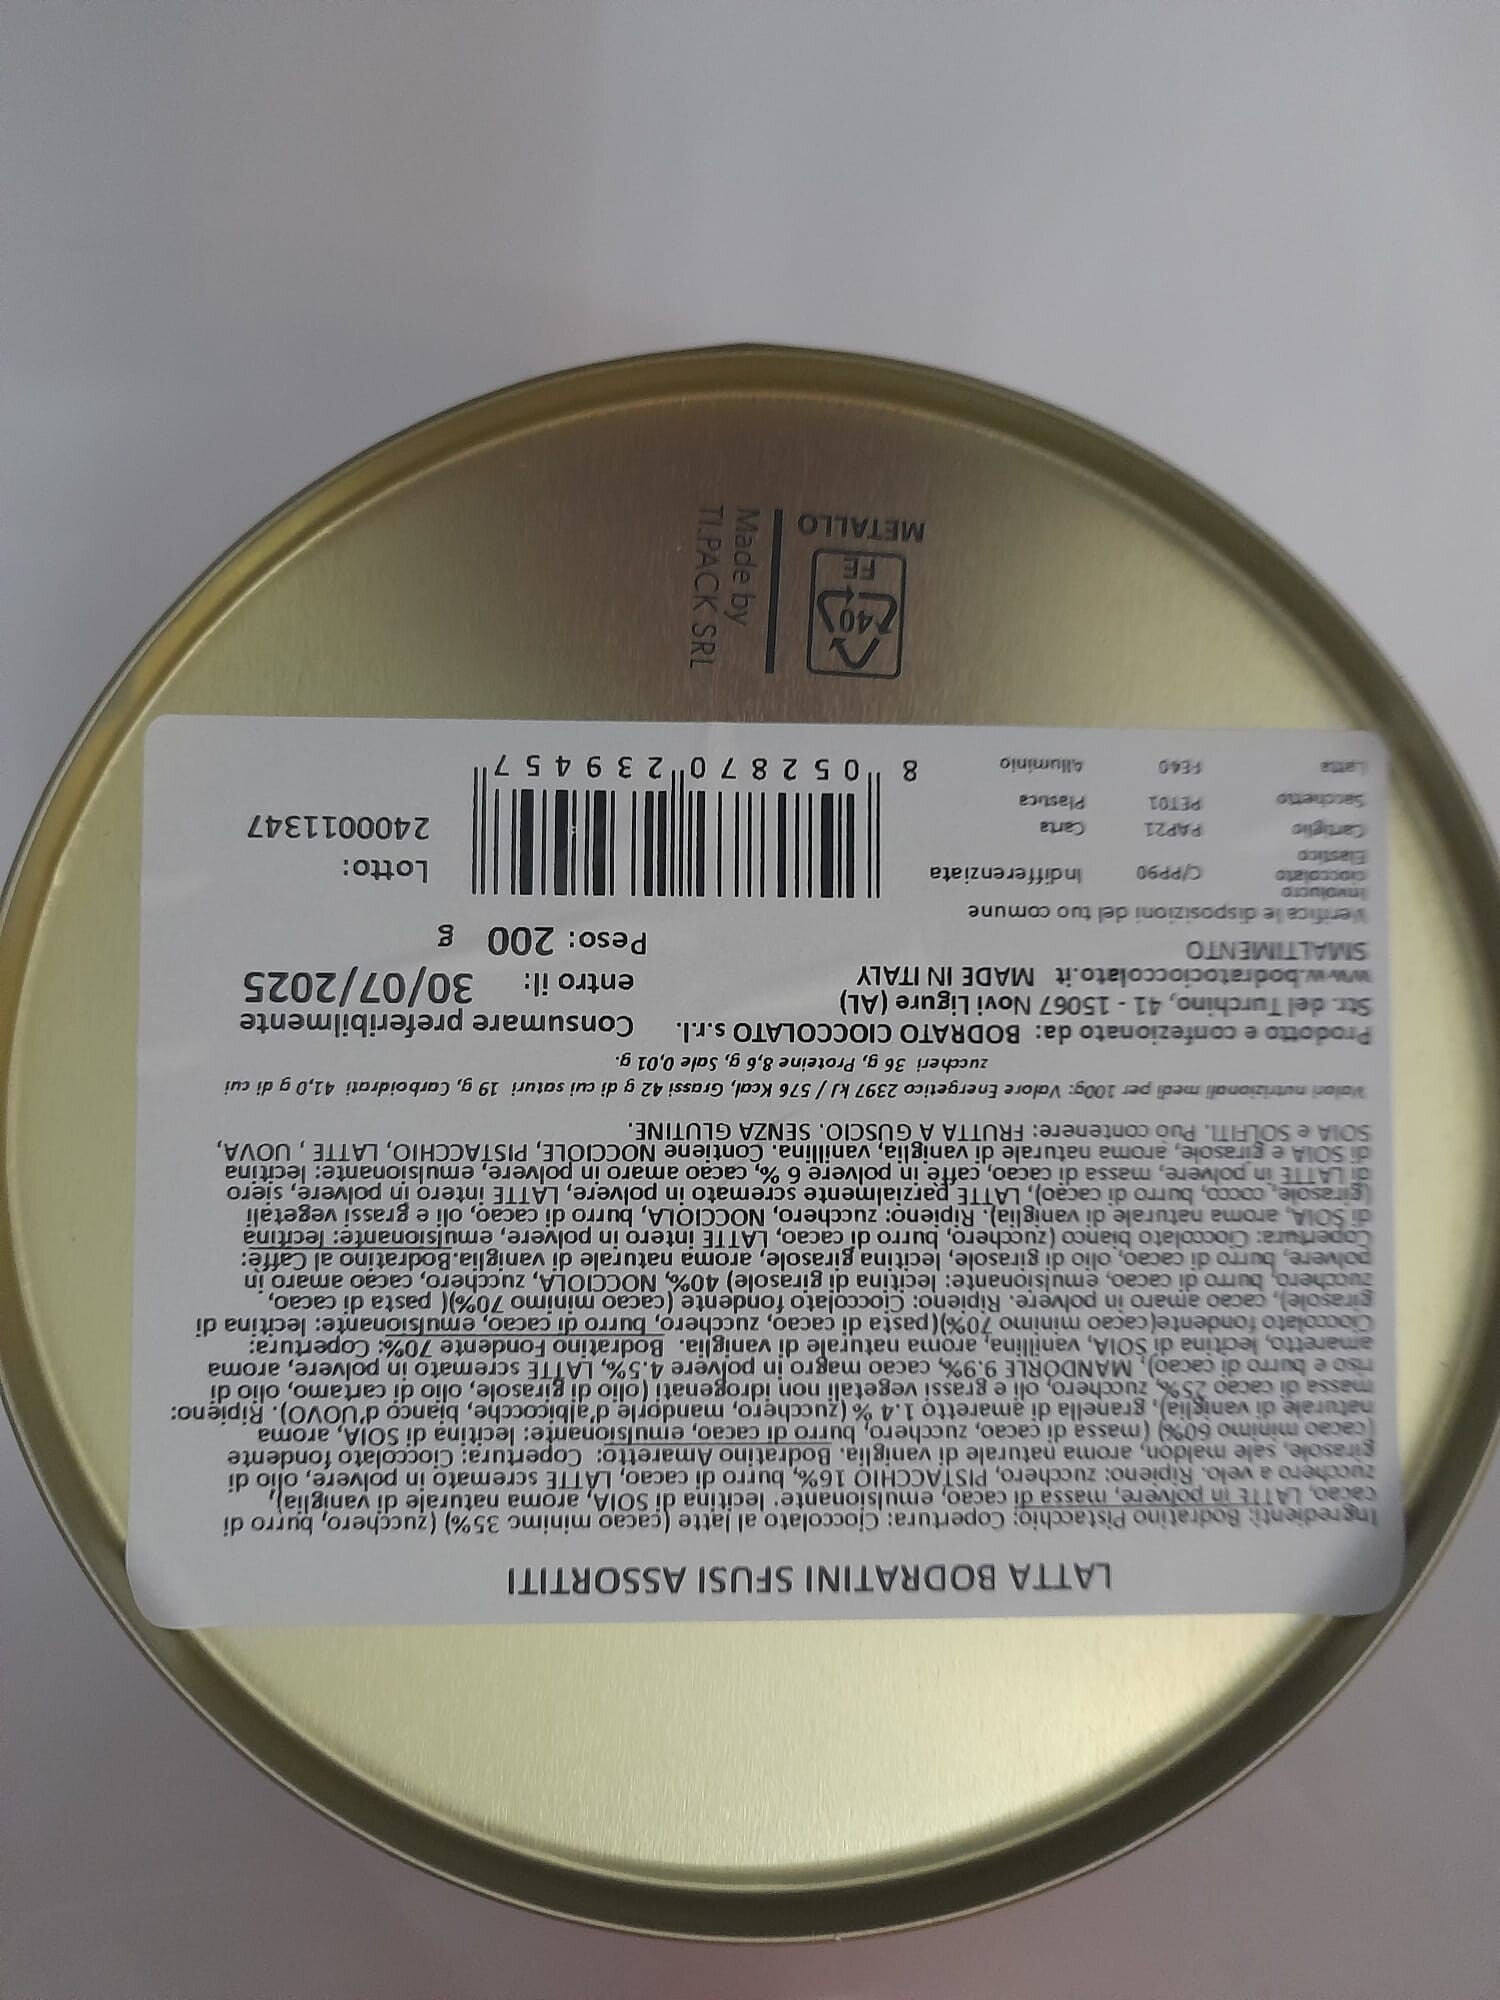 LATTA BODRATINI SFUSI ASSORTITI
Ingredienti: Bodratino Pistacchio: Copertura: Cioccolato al latte (cacao minimo 35%) (zucchero, burro di
cacao, LATTE in polvere, massa di cacao, emulsionante: lecitina di SOIA, aroma naturale di vaniglia),
zucchero a velo. Ripieno: zucchero, PISTACCHIO 16%, burro di cacao, LATTE scremato in polvere, olio di
girasole, sale maldon, aroma naturale di vaniglia. Bodratino Amaretto: Copertura: Cioccolato fondente
(cacao minimo 60%) (massa di cacao, zucchero, burro di cacao, emulsionante: lecitina di SOIA, aroma
naturale di vaniglia), granella di amaretto 1.4 % (zucchero, mandorle d'albicocche, bianco d'UOVO). Ripieno:
massa di cacao 25%, zucchero, oli e grassi vegetali non idrogenati (olio di girasole, olio di cartamo, olio di
riso e burro di cacao), MANDORLE 9.9%, cacao magro in polvere 4.5%, LATTE scremato in polvere, aroma
amaretto, lecitina di SOIA, vanillina, aroma naturale di vaniglia. Bodratino Fondente 70%: Copertura:
Cioccolato fondente(cacao minimo 70%)(pasta di cacao, zucchero, burro di cacao, emulsionante: lecitina di
girasole), cacao amaro in polvere. Ripieno: Cioccolato fondente (cacao minimo 70%)( pasta di cacao,
zucchero, burro di cacao, emulsionante: lecitina di girasole) 40%, NOCCIOLA, zucchero, cacao amaro in
polvere, burro di cacao, olio di girasole, lecitina girasole, aroma naturale di vaniglia.Bodratino al Caffè:
Copertura: Cioccolato bianco (zucchero, burro di cacao, LATTE intero in polvere, emulsionante: lecitina
di SOIA, aroma naturale di vaniglia). Ripieno: zucchero, NOCCIOLA, burro di cacao, oli e grassi vegetali
(girasole, cocco, burro di cacao), LATTE parzialmente scremato in polvere, LATTE intero in polvere, siero
di LATTE in polvere, massa di cacao, caffè in polvere 6 %, cacao amaro in polvere, emulsionante: lecitina
di SOIA e girasole, aroma naturale di vaniglia, vanillina. Contiene NOCCIOLE, PISTACCHIO, LATTE , UOVA,
SOIA e SOLFITI. Può contenere: FRUTTA A GUSCIO. SENZA GLUTINE.
Valori nutrizionali medi per 100g: Valore Energetico 2397 kJ / 576 Kcal, Grassi 42 g di cui saturi 19 g, Carboidrati 41,0 g di cui
zuccheri 36 g, Proteine 8,6 g, Sale 0,01 g.
Prodotto e confezionato da: BODRATO CIOCCOLATO s.r.l.
Str. del Turchino, 41 - 15067 Novi Ligure (AL)
www.bodratocioccolato.it MADE IN ITALY
Consumare preferibilmente
entro il: 30/07/2025
Peso: 200 g
SMALTIMENTO
Verifica le disposizioni del tuo comune
Involucro
cioccolato C/PP90 Indifferenziata
Elastico
Cartiglio PAP21 Carta
Sacchetto PET01 Plastica
Latta FE40 Alluminio
8 052870 239457
Lotto:
2400011347
40
FE
METALLO
Made by
TI.PACK SRL